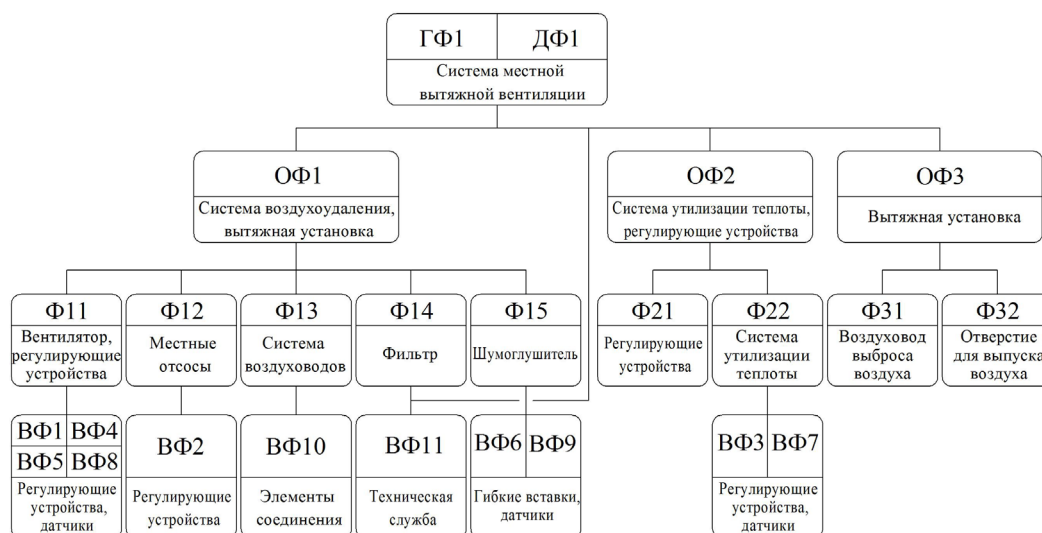 ГФ1 ДФ1
Система местной
вытяжной вентиляции
ОФ1
Система воздухоудаления,
вытяжная установка
ОФ2
Система утилизации теплоты,
регулирующие устройства
ОФ3
Вытяжная установка
Ф11
Вентилятор,
регулирующие
устройства
Ф12
Местные
отсосы
Ф13
Система
воздуховодов
Ф14
Фильтр
Ф15
Шумоглушитель
Ф21
Регулирующие
устройства
Ф22
Система
утилизации
теплоты
Ф31
Воздуховод
выброса
воздуха
Ф32
Отверстие
для выпуска
воздуха
ВФ1 ВФ4
ВФ5 ВФ8
Регулирующие
устройства,
датчики
ВФ2
Регулирующие
устройства
ВФ10
Элементы
соединения
ВФ11
Техническая
служба
ВФ6 ВФ9
Гибкие вставки,
датчики
ВФ3 ВФ7
Регулирующие
устройства,
датчики